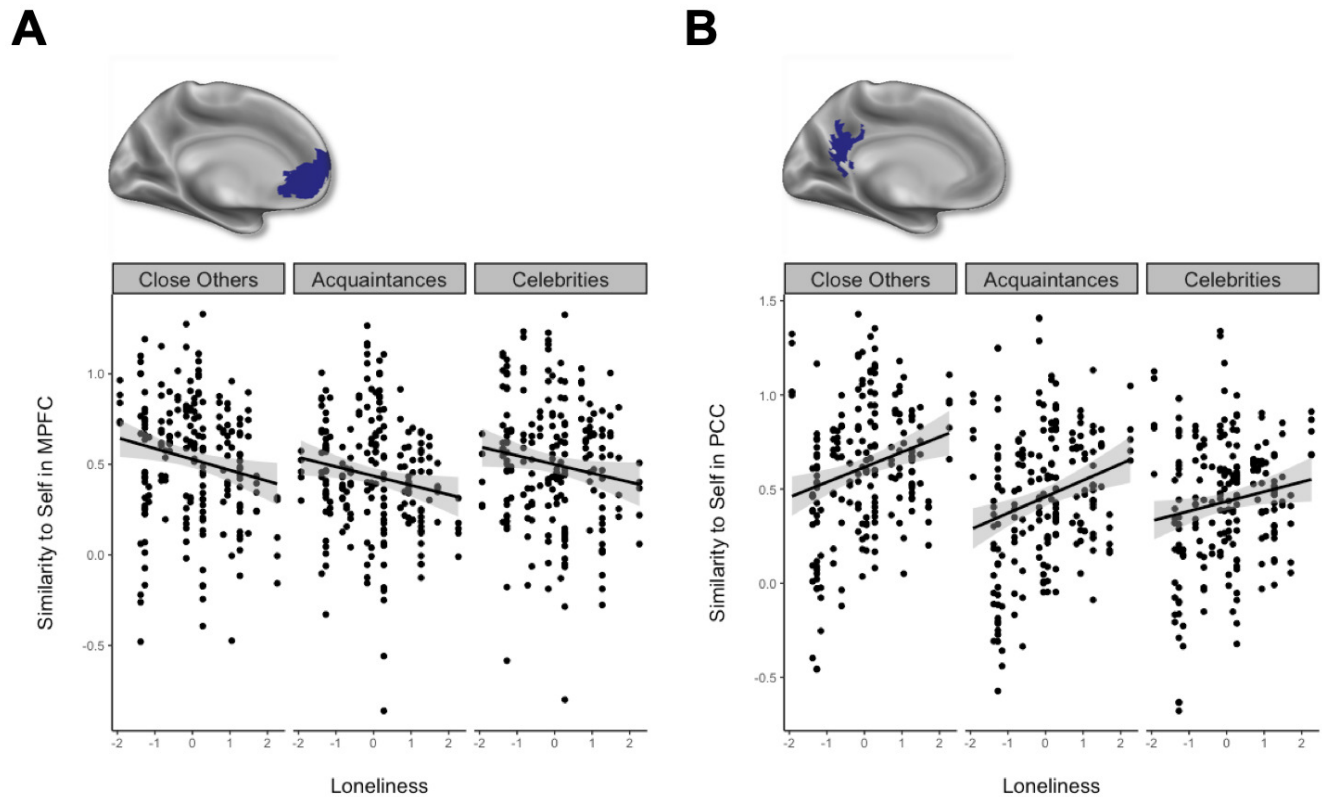 A
B
Close Others Acquaintances Celebrities
Similarity to Self in MPFC
1.0
0.5
0.0
-0.5
-2 -1 0 1 2 -2 -1 0 1 2 -2 -1 0 1 2
Loneliness
Close Others Acquaintances Celebrities
Similarity to Self in PCC
1.5
1.0
0.5
0.0
-0.5
-2 -1 0 1 2 -2 -1 0 1 2 -2 -1 0 1 2
Loneliness